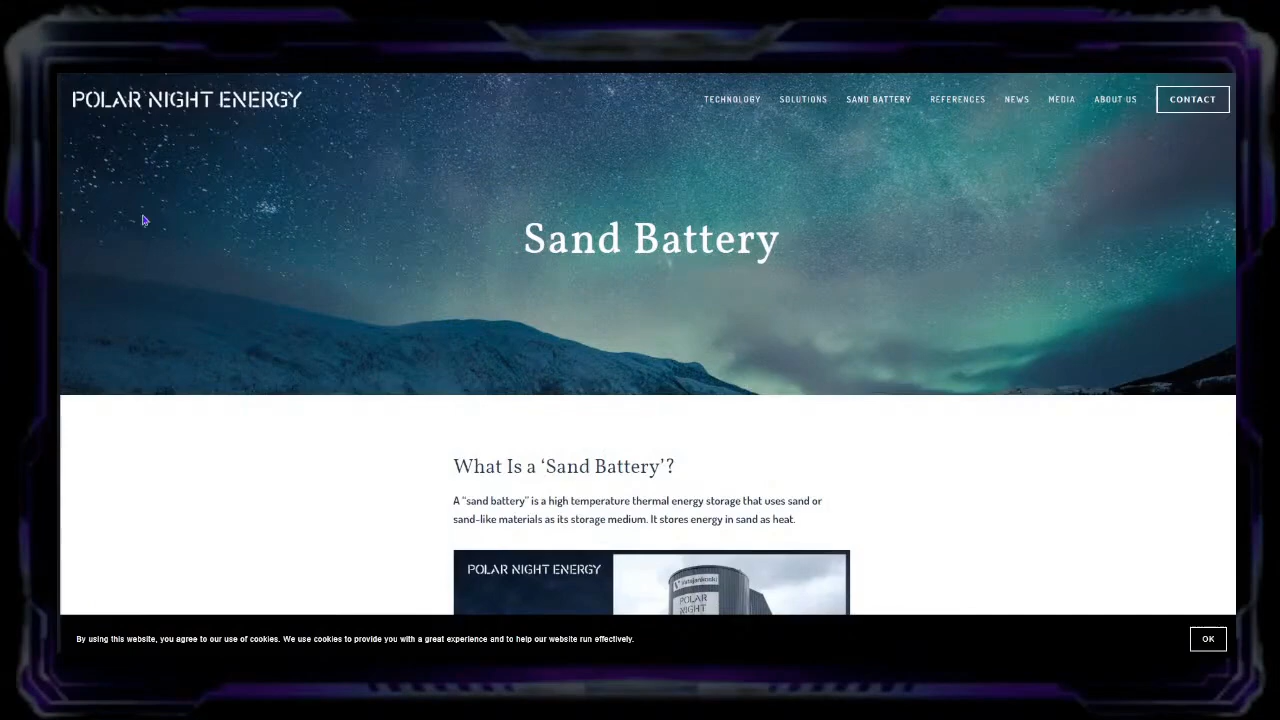 POLAR NIGHT ENERGY
TECHNOLOGY SOLUTIONS SAND BATTERY REFERENCES NEWS MEDIA ABOUT US CONTACT
Sand Battery
What Is a ‘Sand Battery’?
A “sand battery” is a high temperature thermal energy storage that uses sand or
sand-like materials as its storage medium. It stores energy in sand as heat.
POLAR NIGHT ENERGY
vatajankoski
POLAR
NIGHT
By using this website, you agree to our use of cookies. We use cookies to provide you with a great experience and to help our website run effectively.
OK